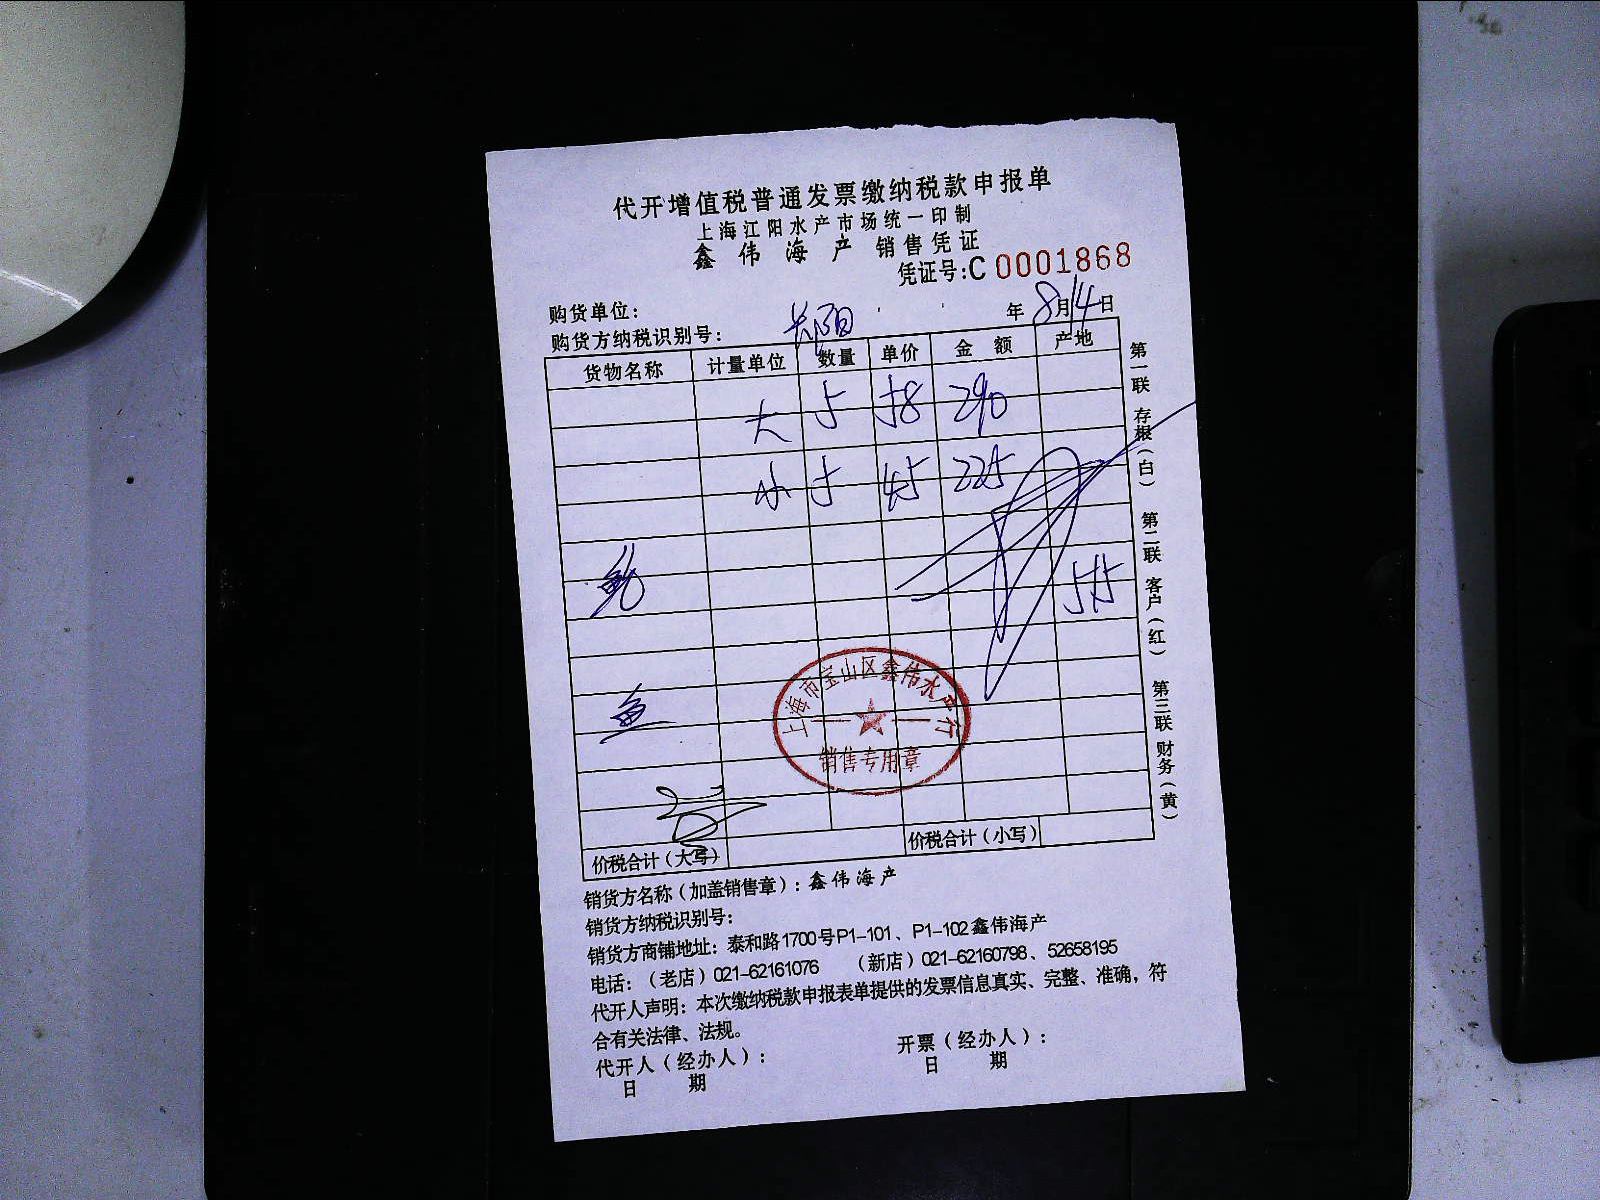 代开增值税普通发票缴纳税款申报单
上海江阳水产市场统一印制
鑫伟海产 销售凭证
凭证号:C 0001868
购货单位：
年 8月14日
购货方纳税识别号：
货物名称 计量单位 数量 单价 金额 产地
大 5 58 290
小 5 45 225
鲍
515
鱼
价税合计（大写） 价税合计（小写）
第一联 存根（白） 第二联 客户（红） 第三联 财务（黄）
上海市宝山区鑫伟水产行
销售专用章
销货方名称（加盖销售章）：鑫伟海产
销货方纳税识别号：
销货方商铺地址：泰和路1700号P1-101、P1-102鑫伟海产
电话：（老店）021-62161076 （新店）021-62160798、52658195
代开人声明：本次缴纳税款申报表单提供的发票信息真实、完整、准确，符
合有关法律、法规。
代开人（经办人）： 开票（经办人）：
日 期 日 期